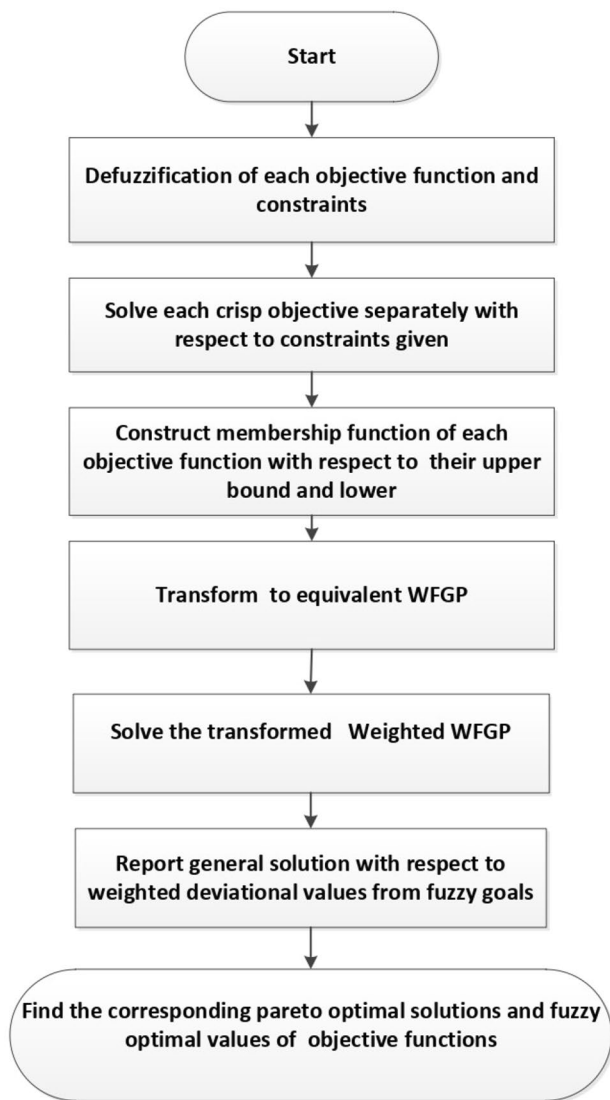 Start
Defuzzification of each objective function and
constraints
Solve each crisp objective separately with
respect to constraints given
Construct membership function of each
objective function with respect to their upper
bound and lower
Transform to equivalent WFGP
Solve the transformed Weighted WFGP
Report general solution with respect to
weighted deviational values from fuzzy goals
Find the corresponding pareto optimal solutions and fuzzy
optimal values of objective functions